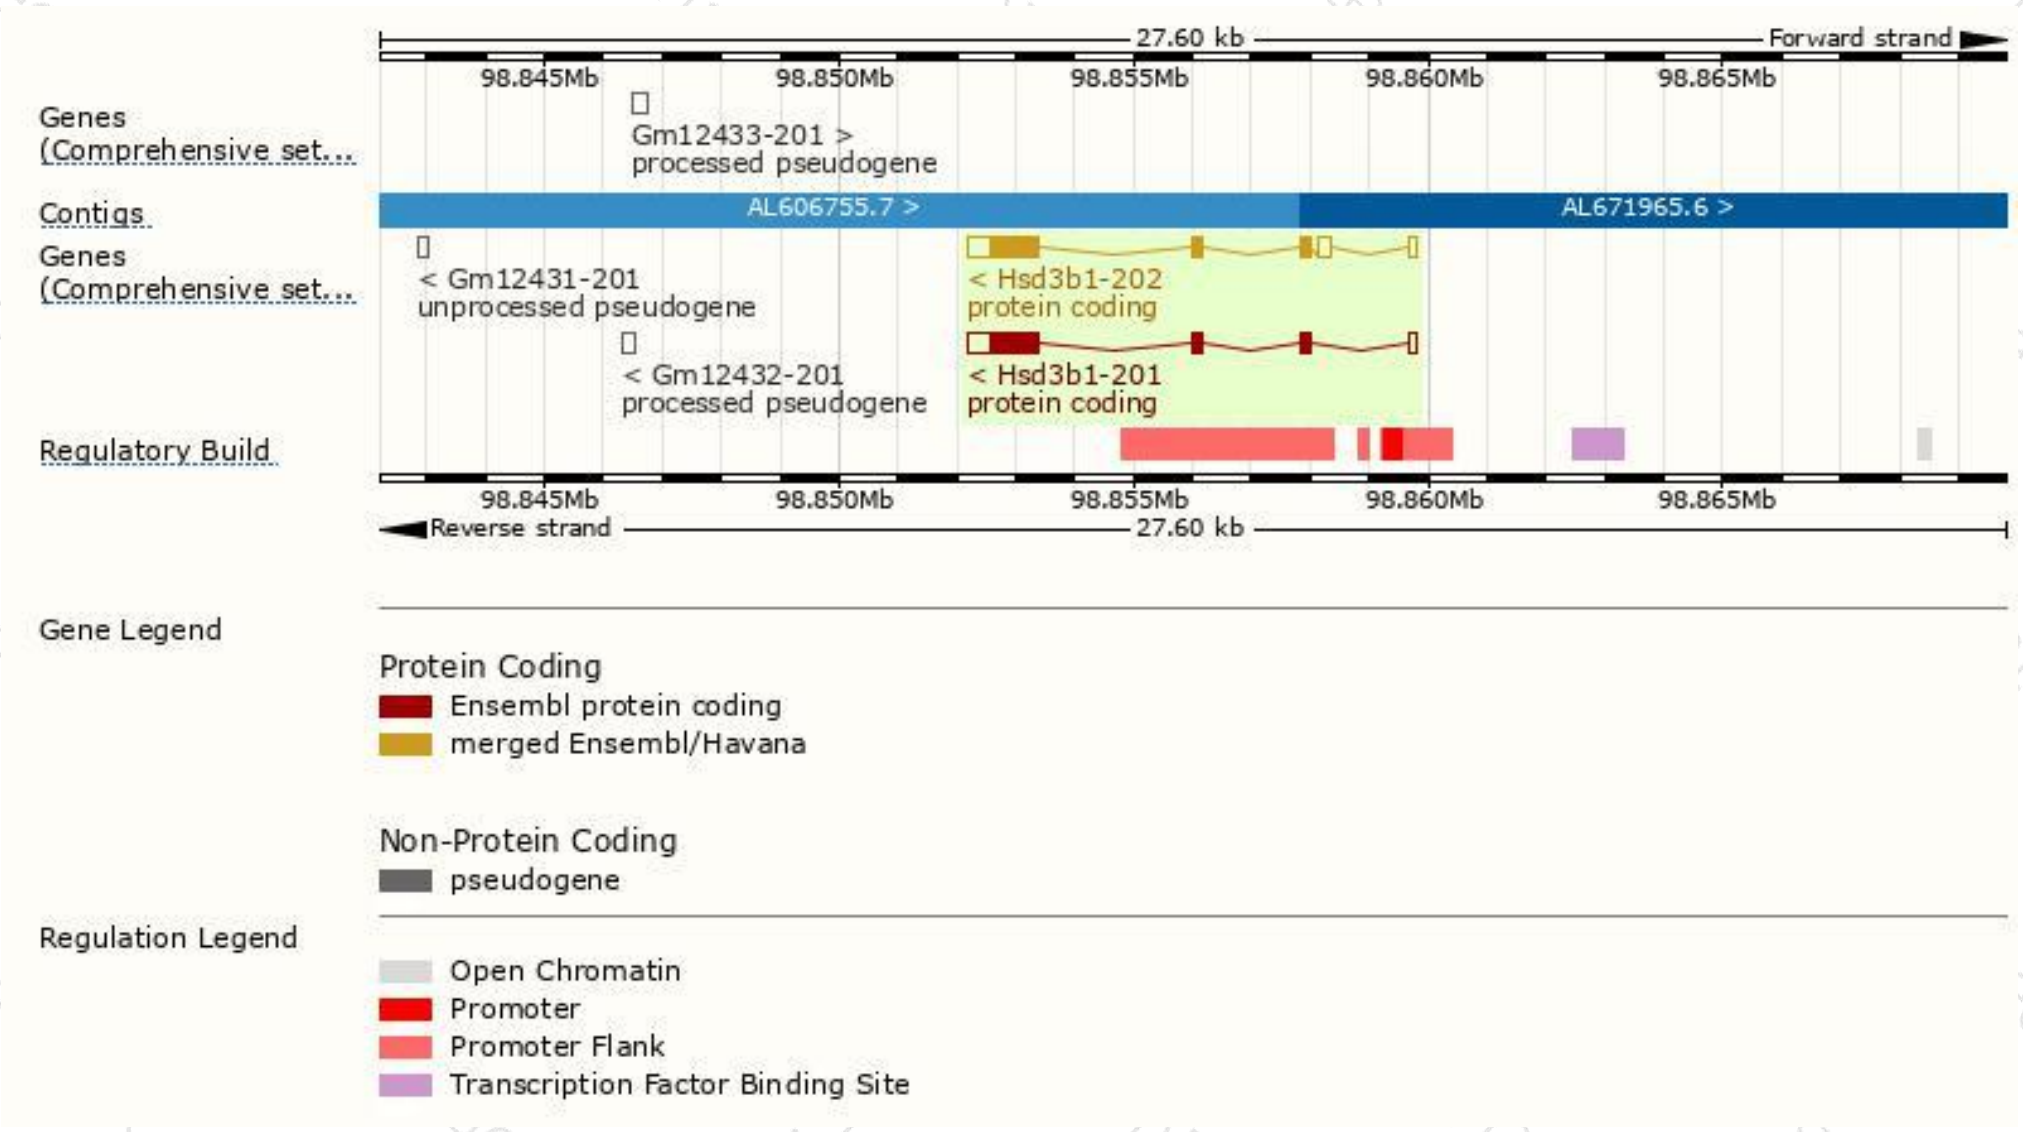 27.60 kb Forward strand
98.845Mb 98.850Mb 98.855Mb 98.860Mb 98.865Mb
Genes
(Comprehensive set...
Gm12433-201 >
processed pseudogene
Contigs
AL606755.7 > AL671965.6 >
Genes
(Comprehensive set...
< Gm12431-201
unprocessed pseudogene
< Hsd3b1-202
protein coding
< Gm12432-201
processed pseudogene
< Hsd3b1-201
protein coding
Regulatory Build
98.845Mb 98.850Mb 98.855Mb 98.860Mb 98.865Mb
Reverse strand 27.60 kb
Gene Legend
Protein Coding
Ensembl protein coding
merged Ensembl/Havana
Non-Protein Coding
pseudogene
Regulation Legend
Open Chromatin
Promoter
Promoter Flank
Transcription Factor Binding Site